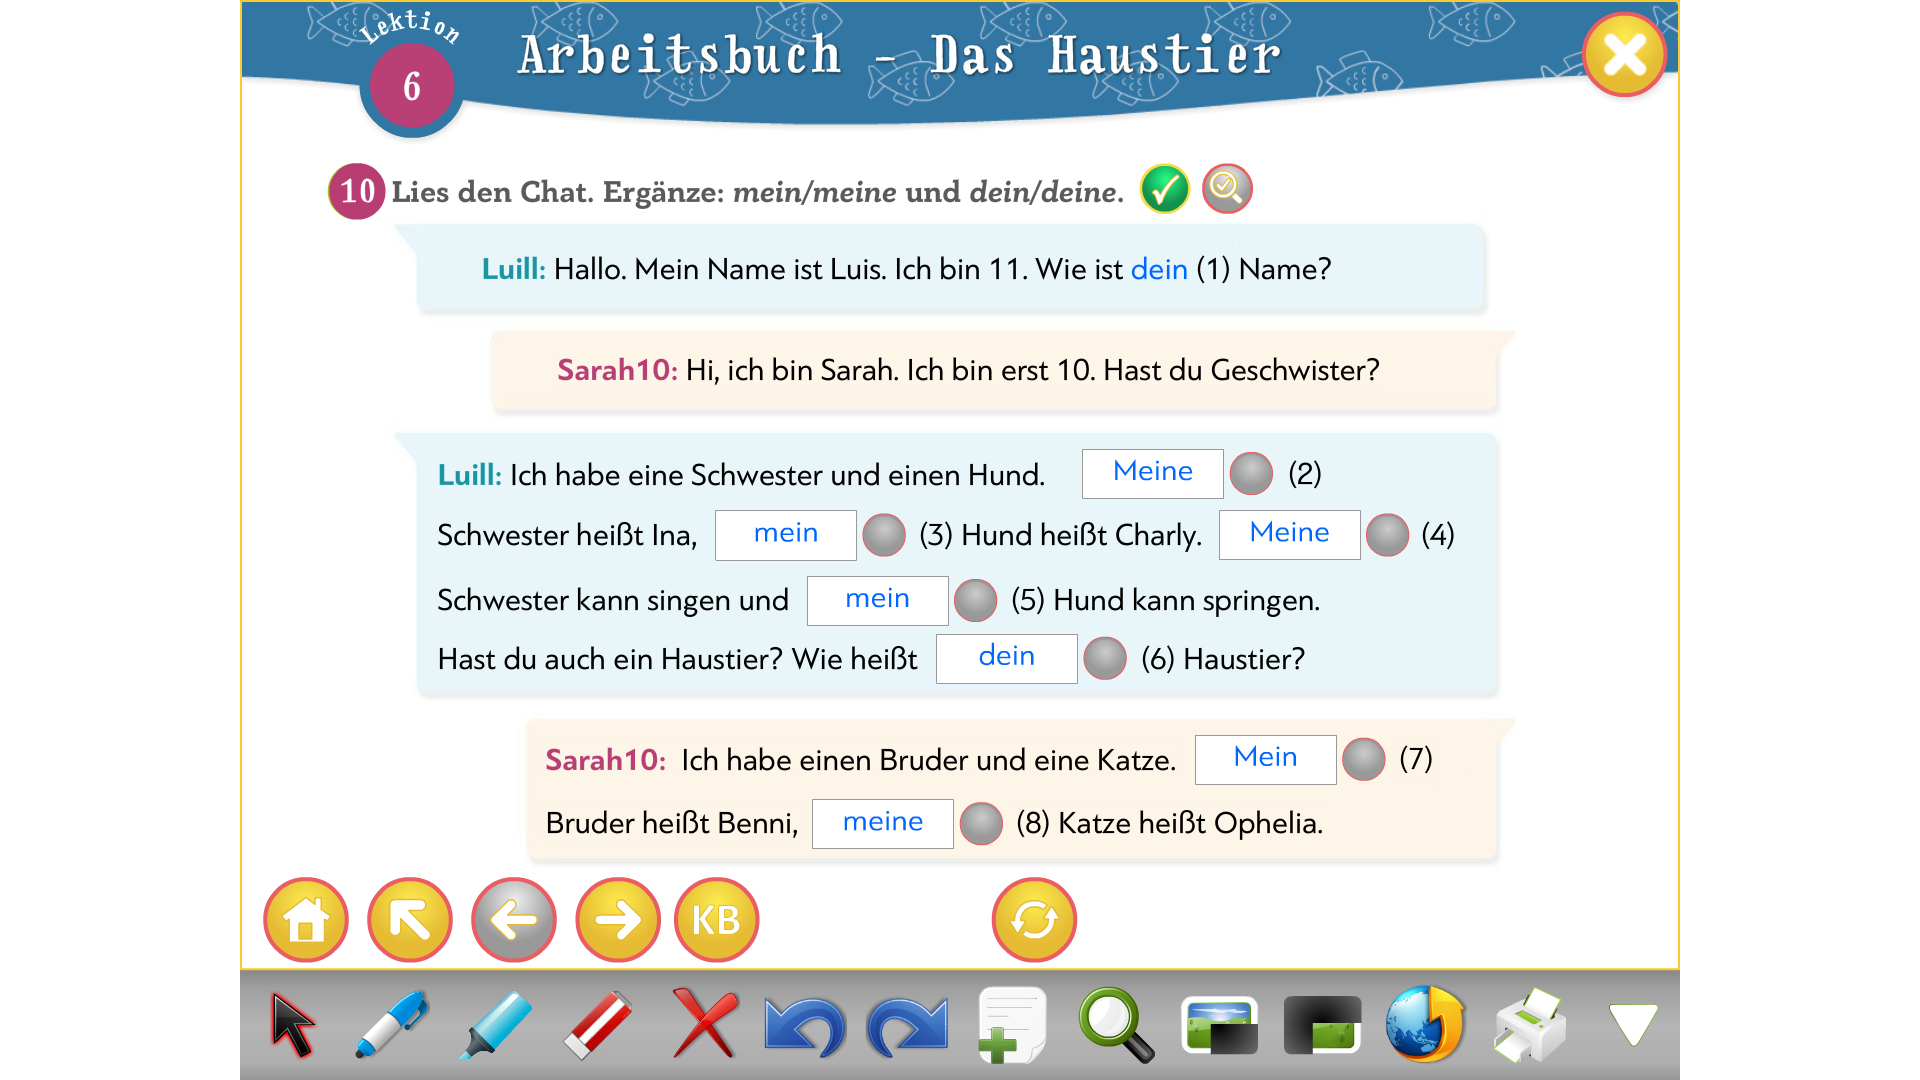 Lektion
6
Arbeitsbuch – Das Haustier
10 Lies den Chat. Ergänze: mein/meine und dein/deine.
Luill: Hallo. Mein Name ist Luis. Ich bin 11. Wie ist dein (1) Name?
Sarah10: Hi, ich bin Sarah. Ich bin erst 10. Hast du Geschwister?
Luill: Ich habe eine Schwester und einen Hund. Meine (2)
Schwester heißt Ina, mein (3) Hund heißt Charly. Meine (4)
Schwester kann singen und mein (5) Hund kann springen.
Hast du auch ein Haustier? Wie heißt dein (6) Haustier?
Sarah10: Ich habe einen Bruder und eine Katze. Mein (7)
Bruder heißt Benni, meine (8) Katze heißt Ophelia.
KB